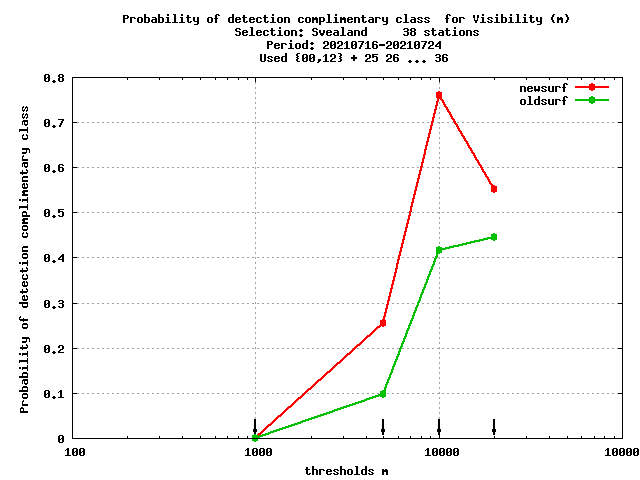 Probability of detection complimentary class  for Visibility (m)
Selection: Svealand     38 stations
Period: 20210716-20210724
Used {00,12} + 25 26 ... 36
newsurf
oldsurf
Probability of detection complimentary class
0.8
0.7
0.6
0.5
0.4
0.3
0.2
0.1
0
100
1000
10000
10000
thresholds m